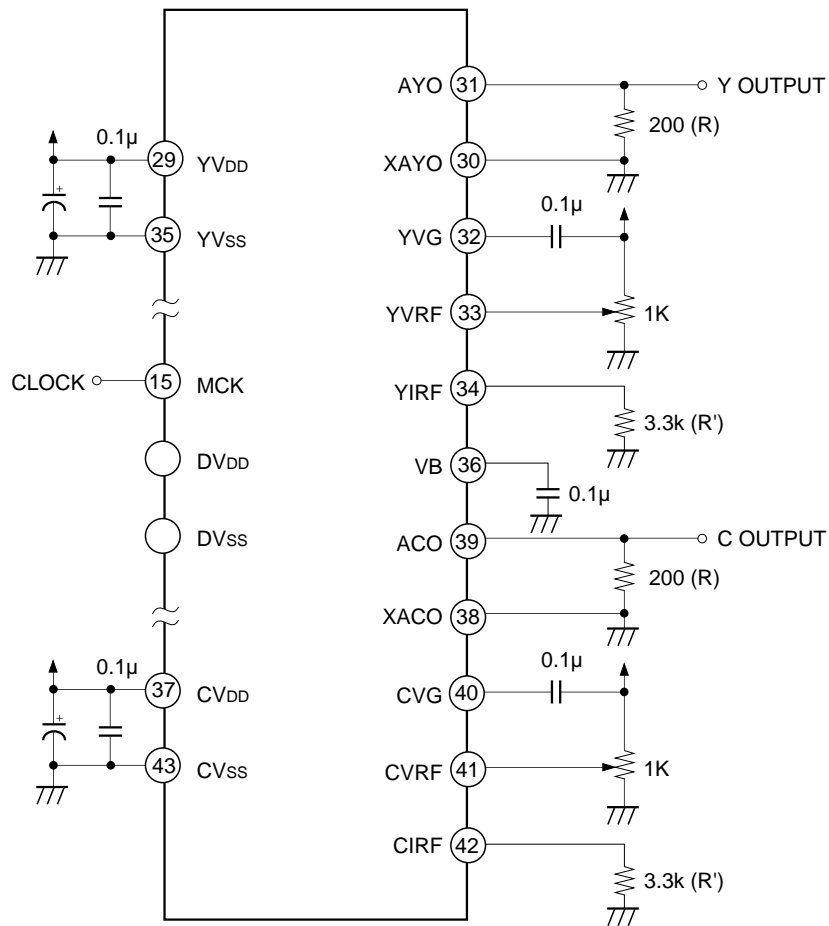 AYO 31 Y OUTPUT
200 (R)
0.1µ
29 YVDD
XAYO 30
+
0.1µ
35 YVSS
YVG 32
YVRF 33 1K
CLOCK 15 MCK
YIRF 34
3.3k (R')
DVDD
VB 36
0.1µ
DVSS
ACO 39 C OUTPUT
200 (R)
XACO 38
0.1µ
0.1µ
37 CVDD
CVG 40
+
43 CVSS
CVRF 41 1K
CIRF 42
3.3k (R')